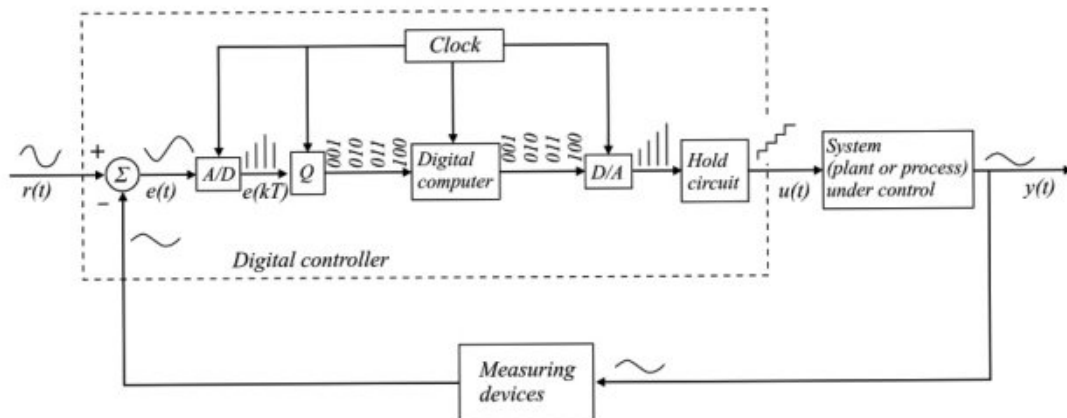 Clock
+
r(t)
Σ
−
e(t)
A/D
e(kT)
Q
001
010
011
100
Digital
computer
001
010
011
100
D/A
Hold
circuit
u(t)
System
(plant or process)
under control
y(t)
Digital controller
Measuring
devices